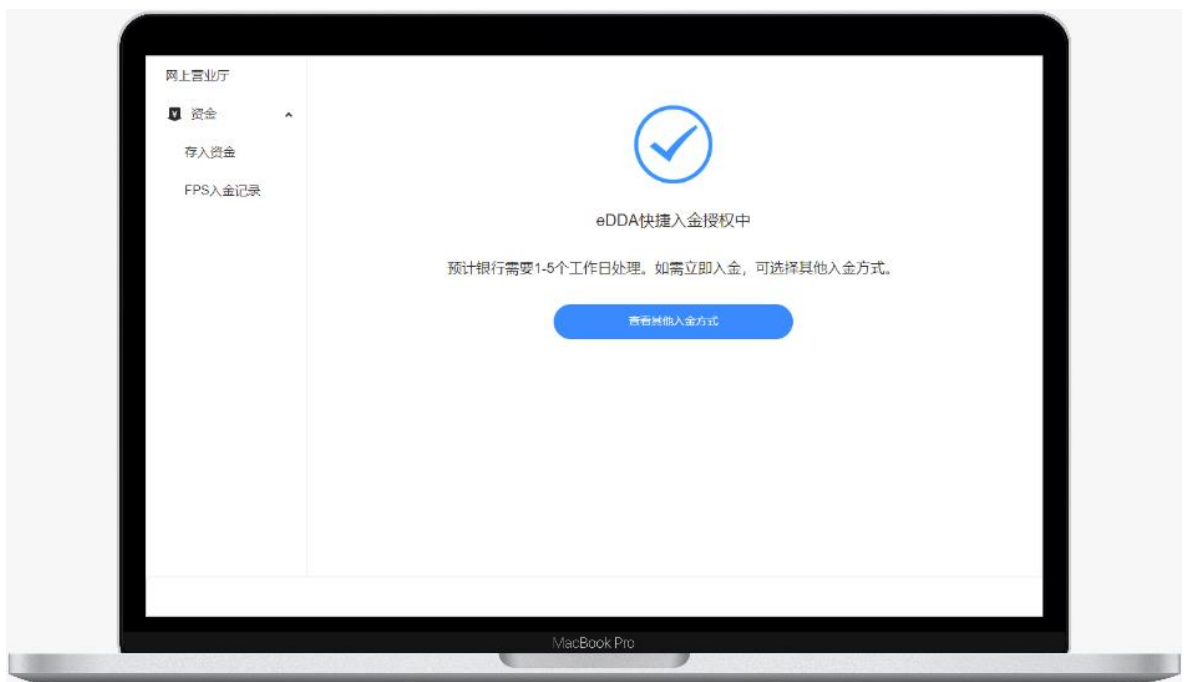 网上营业厅
资金
存入资金
FPS入金记录
eDDA快捷入金授权中
预计银行需要1-5个工作日处理。如需立即入金，可选择其他入金方式。
查看其他入金方式
MacBook Pro